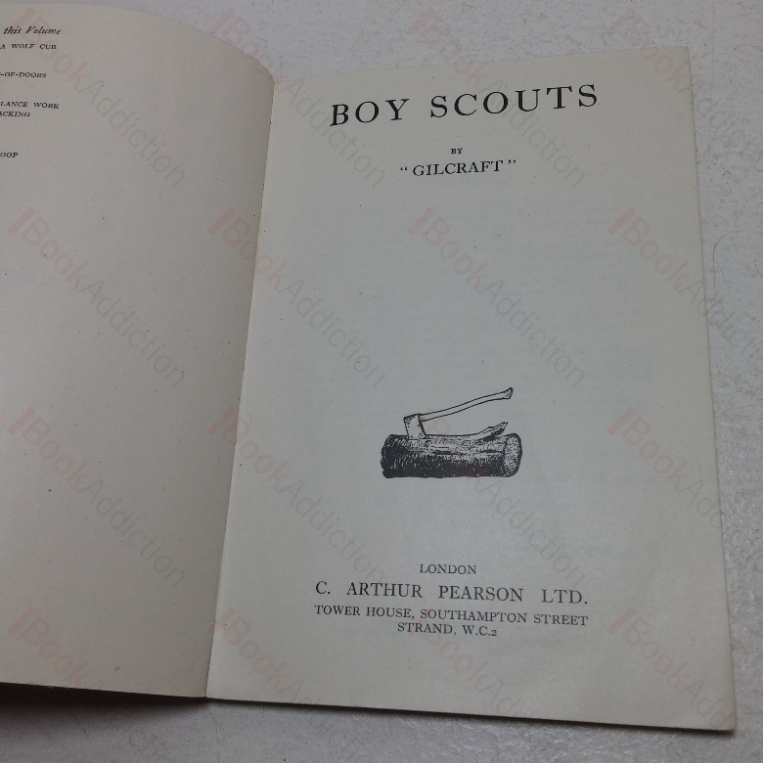 this Volume
A WOLF CUB
-OF-DOORS
LANCE WORK
ACKING
OOP
BOY SCOUTS
BY
"GILCRAFT"
LONDON
C. ARTHUR PEARSON LTD.
TOWER HOUSE, SOUTHAMPTON STREET
STRAND, W.C.2
BookAddiction